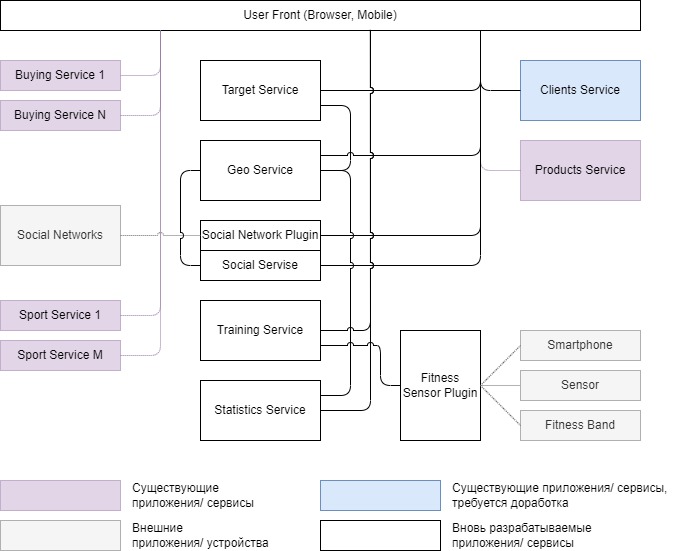 User Front (Browser, Mobile)
Buying Service 1
Target Service
Clients Service
Buying Service N
Geo Service
Products Service
Social Networks
Social Network Plugin
Social Servise
Sport Service 1
Training Service
Sport Service M
Fitness
Sensor Plugin
Smartphone
Sensor
Fitness Band
Statistics Service
Существующие
приложения/ сервисы
Существующие приложения/ сервисы,
требуется доработка
Внешние
приложения/ устройства
Вновь разрабатываемые
приложения/ сервисы